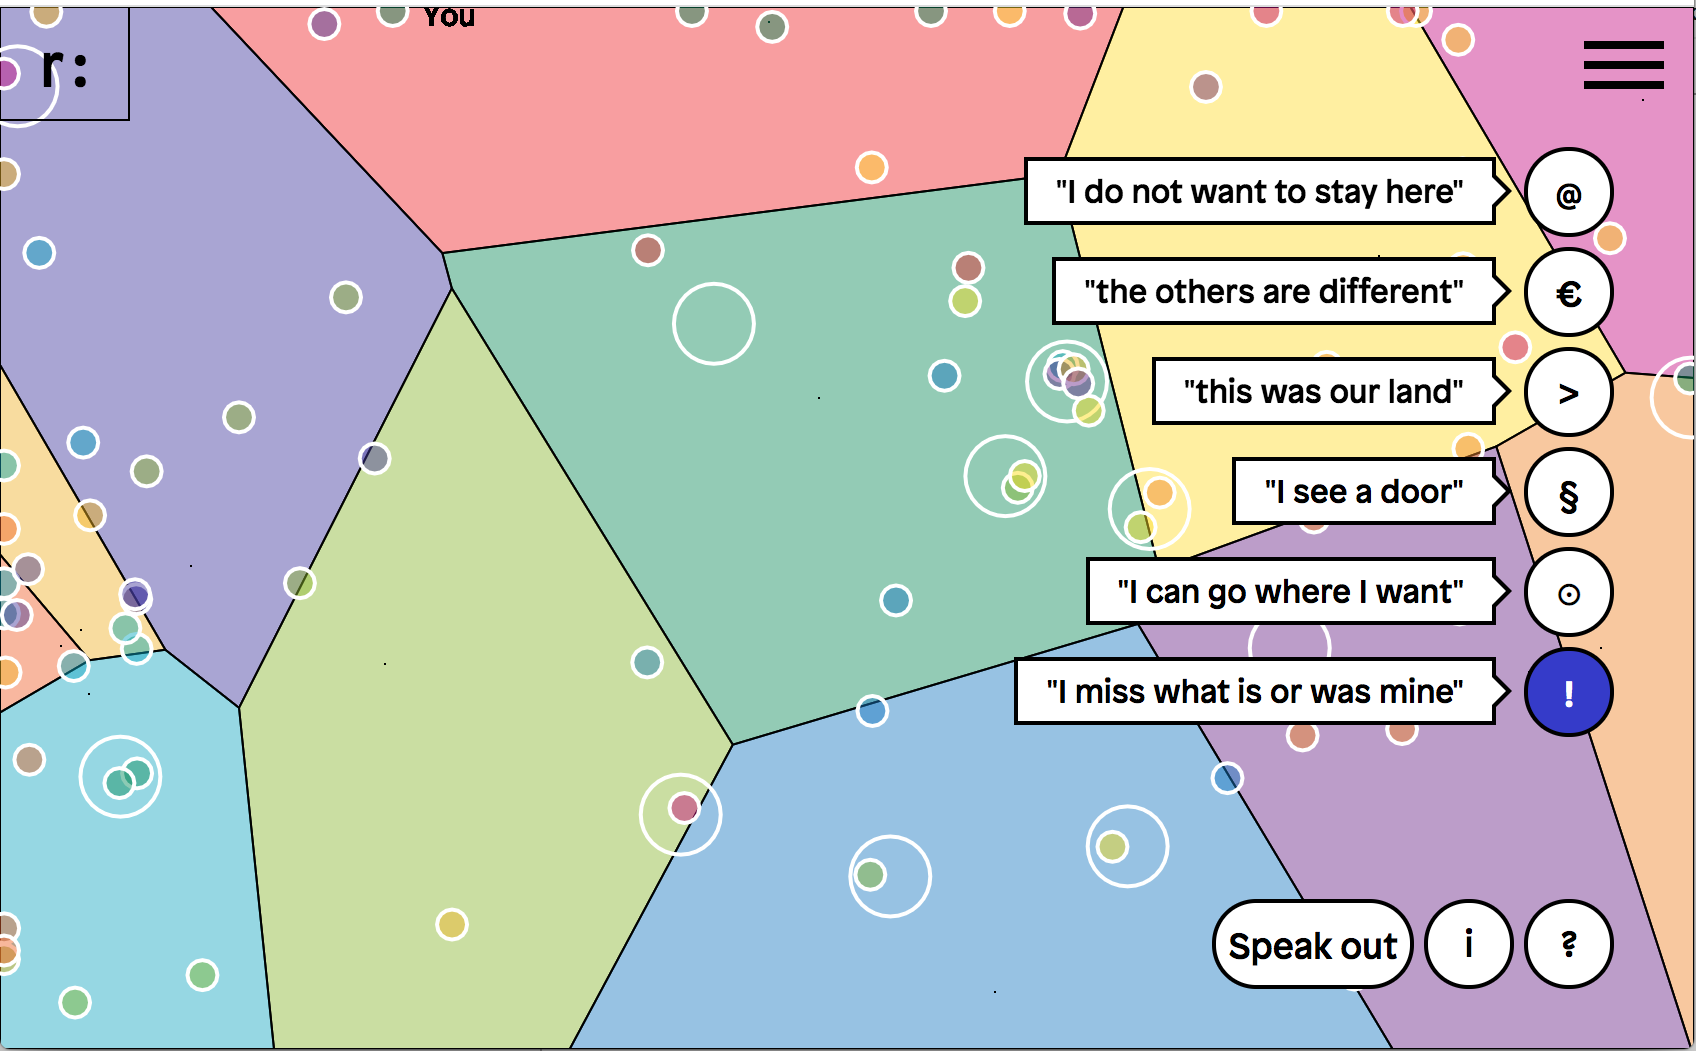 You
r:
"I do not want to stay here" @
"the others are different" €
"this was our land" >
"I see a door" §
"I can go where I want" ⊙
"I miss what is or was mine" !
Speak out i ?